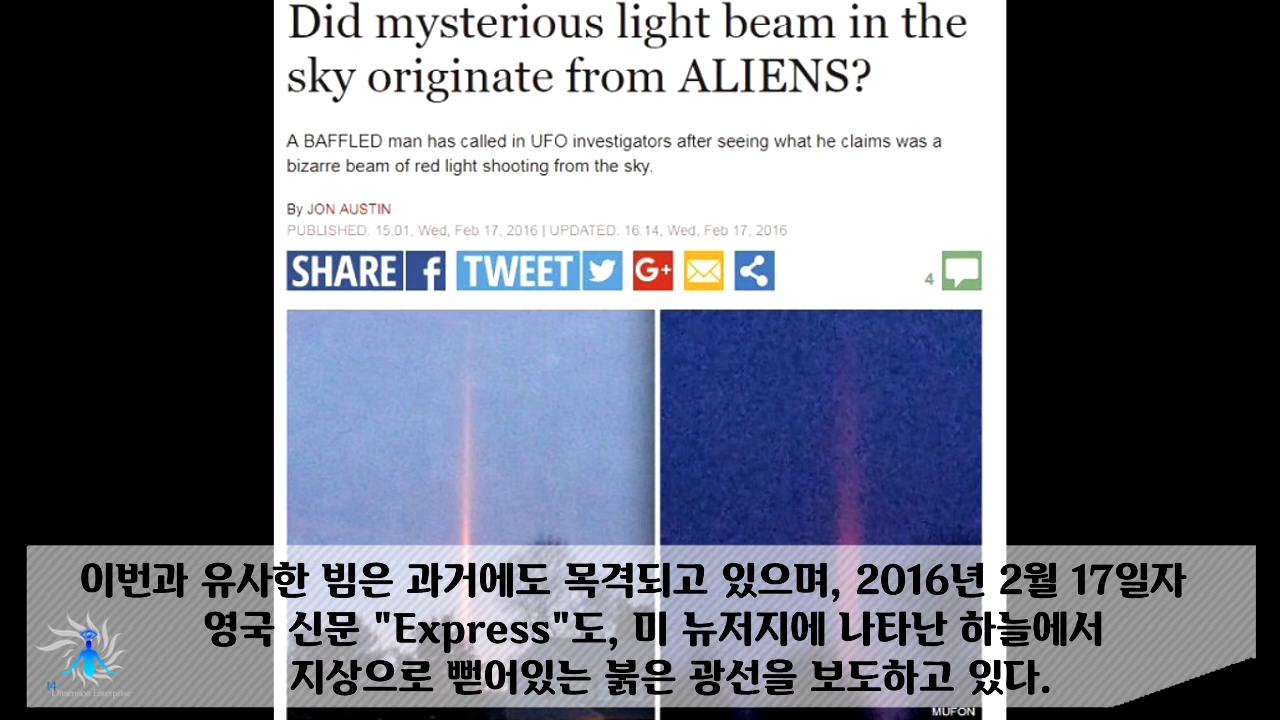 Did mysterious light beam in the
sky originate from ALIENS?
A BAFFLED man has called in UFO investigators after seeing what he claims was a
bizarre beam of red light shooting from the sky.
By JON AUSTIN
PUBLISHED: 15.01, Wed, Feb 17, 2016 | UPDATED: 16.14, Wed, Feb 17, 2016
SHARE f TWEET G+ 4
이번과 유사한 빔은 과거에도 목격되고 있으며, 2016년 2월 17일자
영국 신문 "Express"도, 미 뉴저지에 나타난 하늘에서
지상으로 뻗어있는 붉은 광선을 보도하고 있다.
14 Dimension Enterprise
MUFON